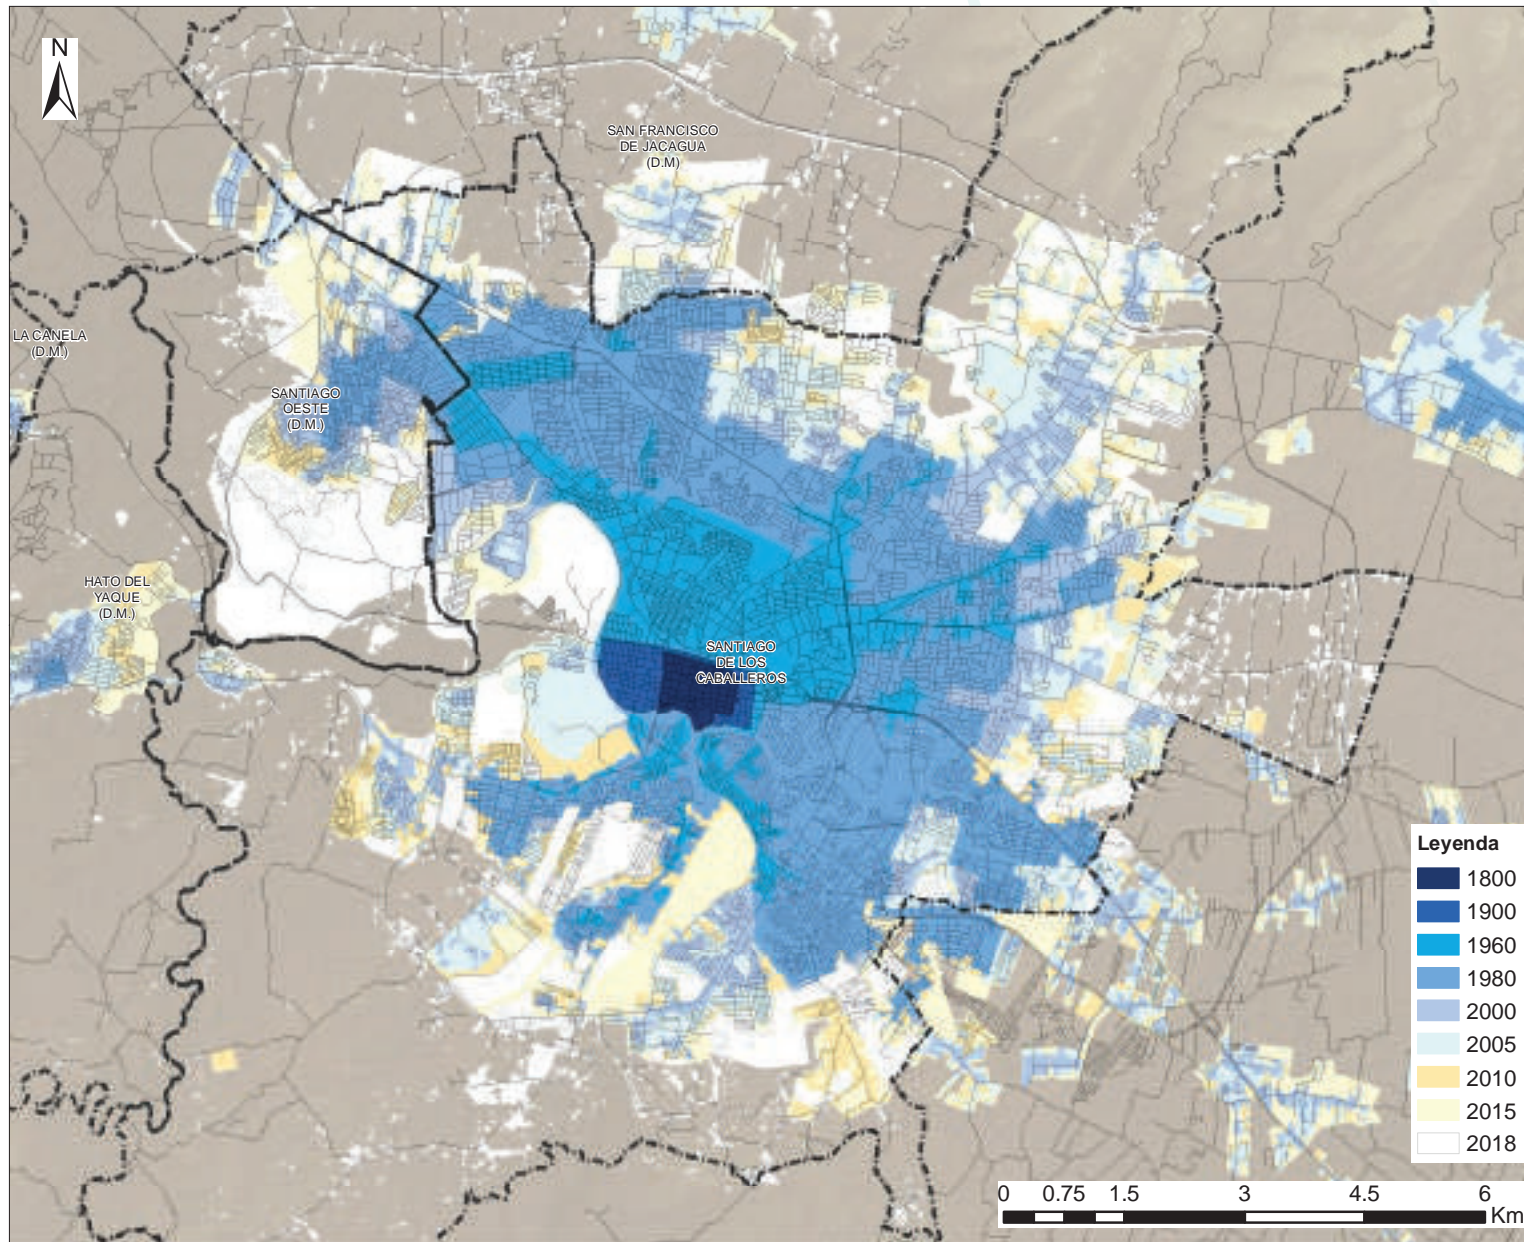 N
SAN FRANCISCO
DE JACAGUA
(D.M)
LA CANELA
(D.M.)
SANTIAGO
OESTE
(D.M.)
HATO DEL
YAQUE
(D.M.)
SANTIAGO
DE LOS
CABALLEROS
Leyenda
1800
1900
1960
1980
2000
2005
2010
2015
2018
0 0.75 1.5 3 4.5 6
Km